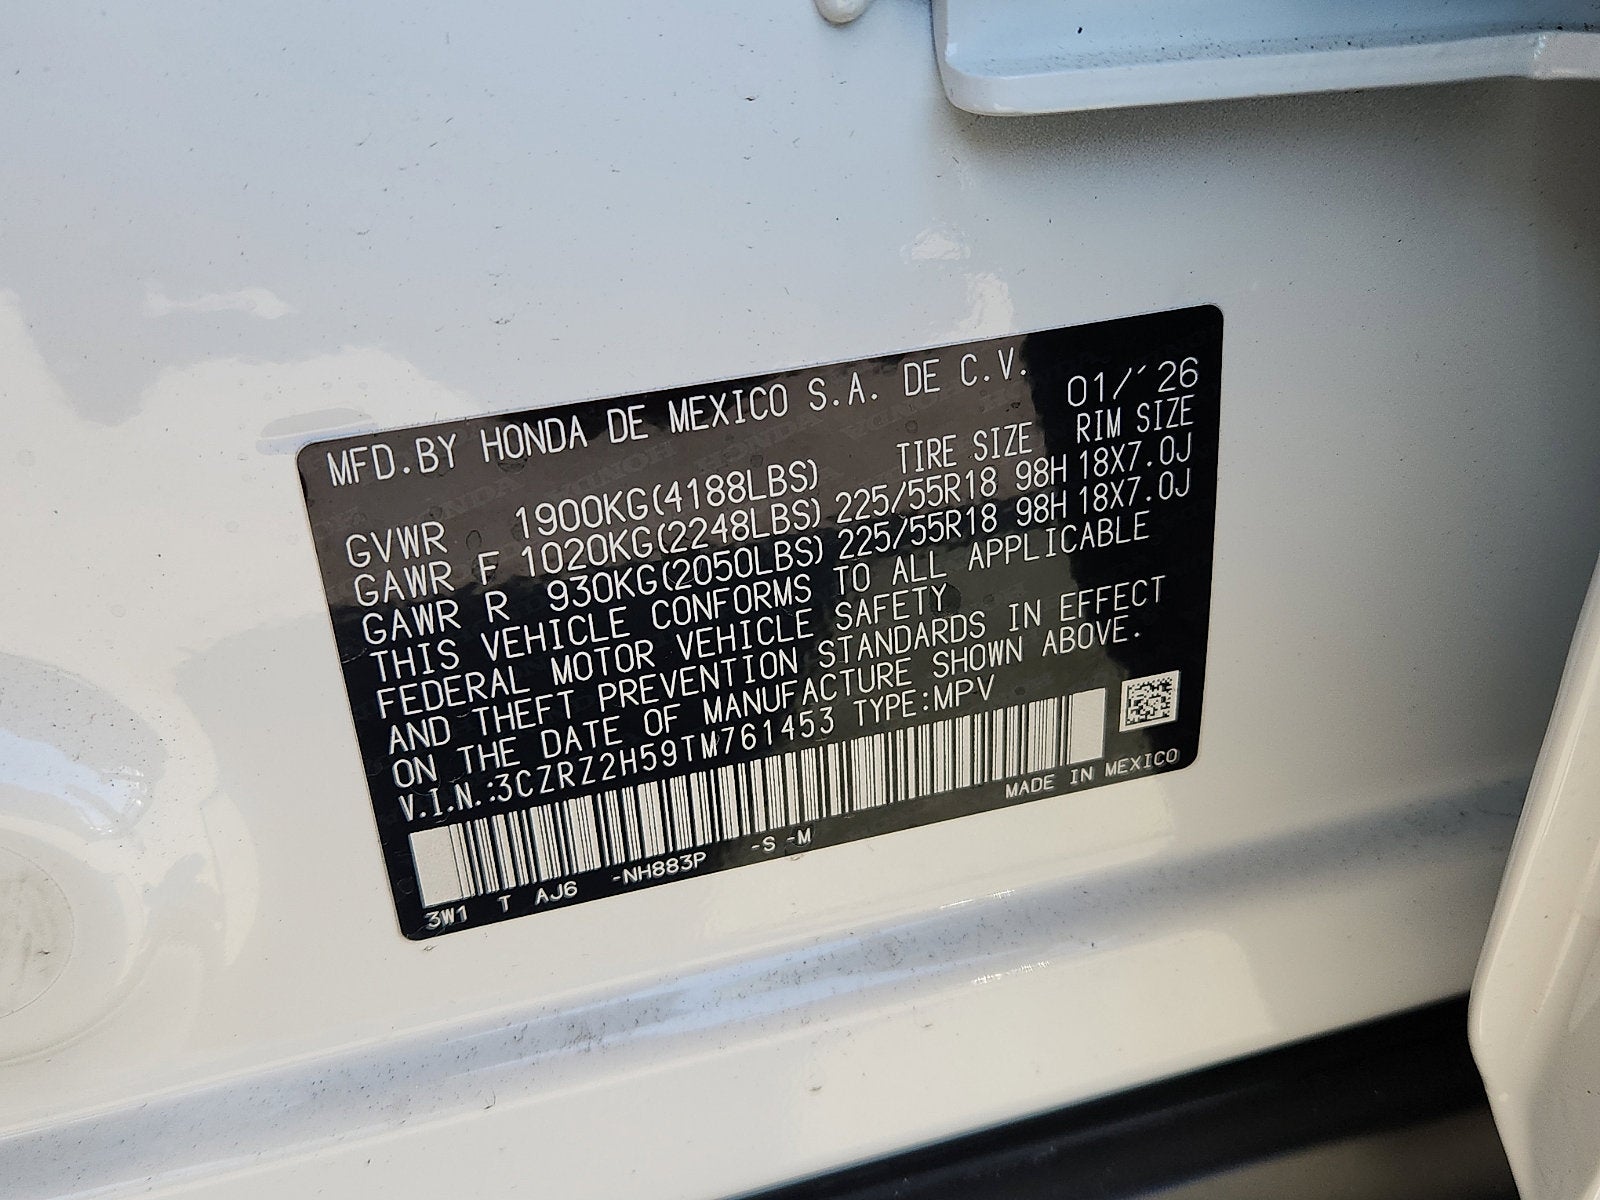 MFD.BY HONDA DE MEXICO S.A. DE C.V. 01/'26
TIRE SIZE RIM SIZE
GVWR 1900KG(4188LBS)
GAWR F 1020KG(2248LBS) 225/55R18 98H 18X7.0J
GAWR R 930KG(2050LBS) 225/55R18 98H 18X7.0J
THIS VEHICLE CONFORMS TO ALL APPLICABLE
FEDERAL MOTOR VEHICLE SAFETY
AND THEFT PREVENTION STANDARDS IN EFFECT
ON THE DATE OF MANUFACTURE SHOWN ABOVE.
V.I.N.:3CZRZ2H59TM761453 TYPE:MPV
MADE IN MEXICO
3W1 T AJ6 -NH883P -S -M